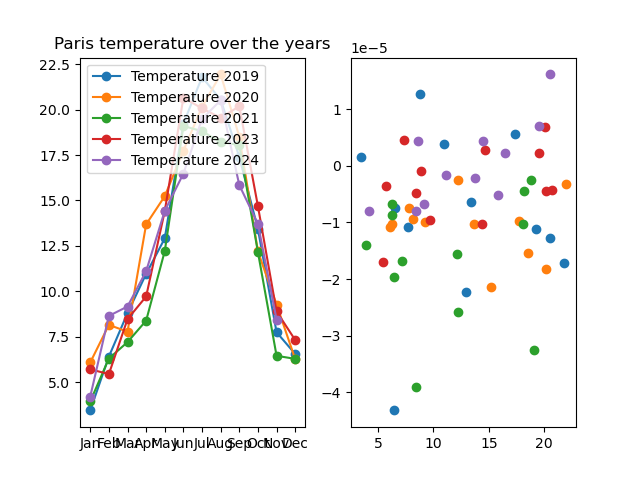 Paris temperature over the years
Temperature 2019
Temperature 2020
Temperature 2021
Temperature 2023
Temperature 2024
22.5
20.0
17.5
15.0
12.5
10.0
7.5
5.0
Jan Feb Mar Apr May Jun Jul Aug Sep Oct Nov Dec
1e−5
1
0
−1
−2
−3
−4
5 10 15 20